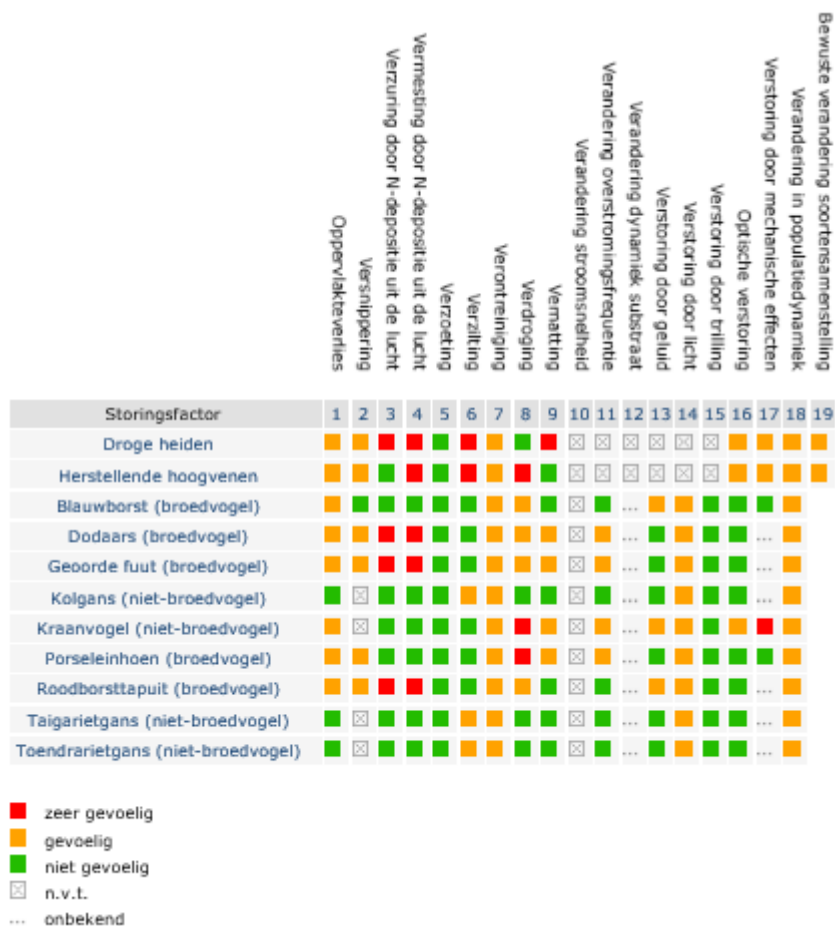 Oppervlakteverlies
Versnippering
Verzuring door N-depositie uit de lucht
Vermesting door N-depositie uit de lucht
Verzoeting
Verzilting
Verontreiniging
Verdroging
Vernatting
Verandering stroomsnelheid
Verandering overstromingsfrequentie
Verandering dynamiek substraat
Verstoring door geluid
Verstoring door licht
Verstoring door trilling
Optische verstoring
Verstoring door mechanische effecten
Verandering in populatiedynamiek
Bewuste verandering soortensamenstelling
Storingsfactor 1 2 3 4 5 6 7 8 9 10 11 12 13 14 15 16 17 18 19
Droge heiden
Herstellende hoogvenen
Blauwborst (broedvogel) ...
Dodaars (broedvogel) ... ...
Geoorde fuut (broedvogel) ... ...
Kolgans (niet-broedvogel) ... ...
Kraanvogel (niet-broedvogel) ...
Porseleinhoen (broedvogel) ...
Roodborsttapuit (broedvogel) ... ...
Taigarietgans (niet-broedvogel) ... ...
Toendrarietgans (niet-broedvogel) ... ...
zeer gevoelig
gevoelig
niet gevoelig
n.v.t.
... onbekend